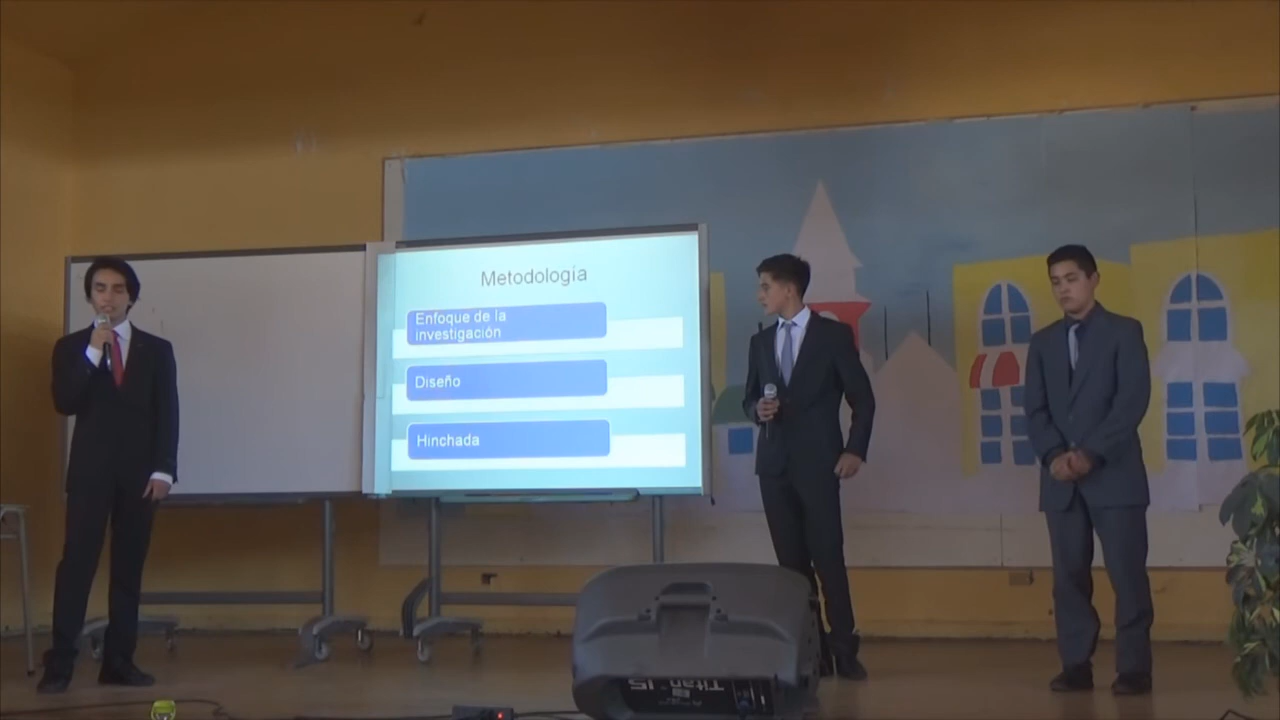 Metodología
Enfoque de la
investigación
Diseño
Hinchada
Titan 15